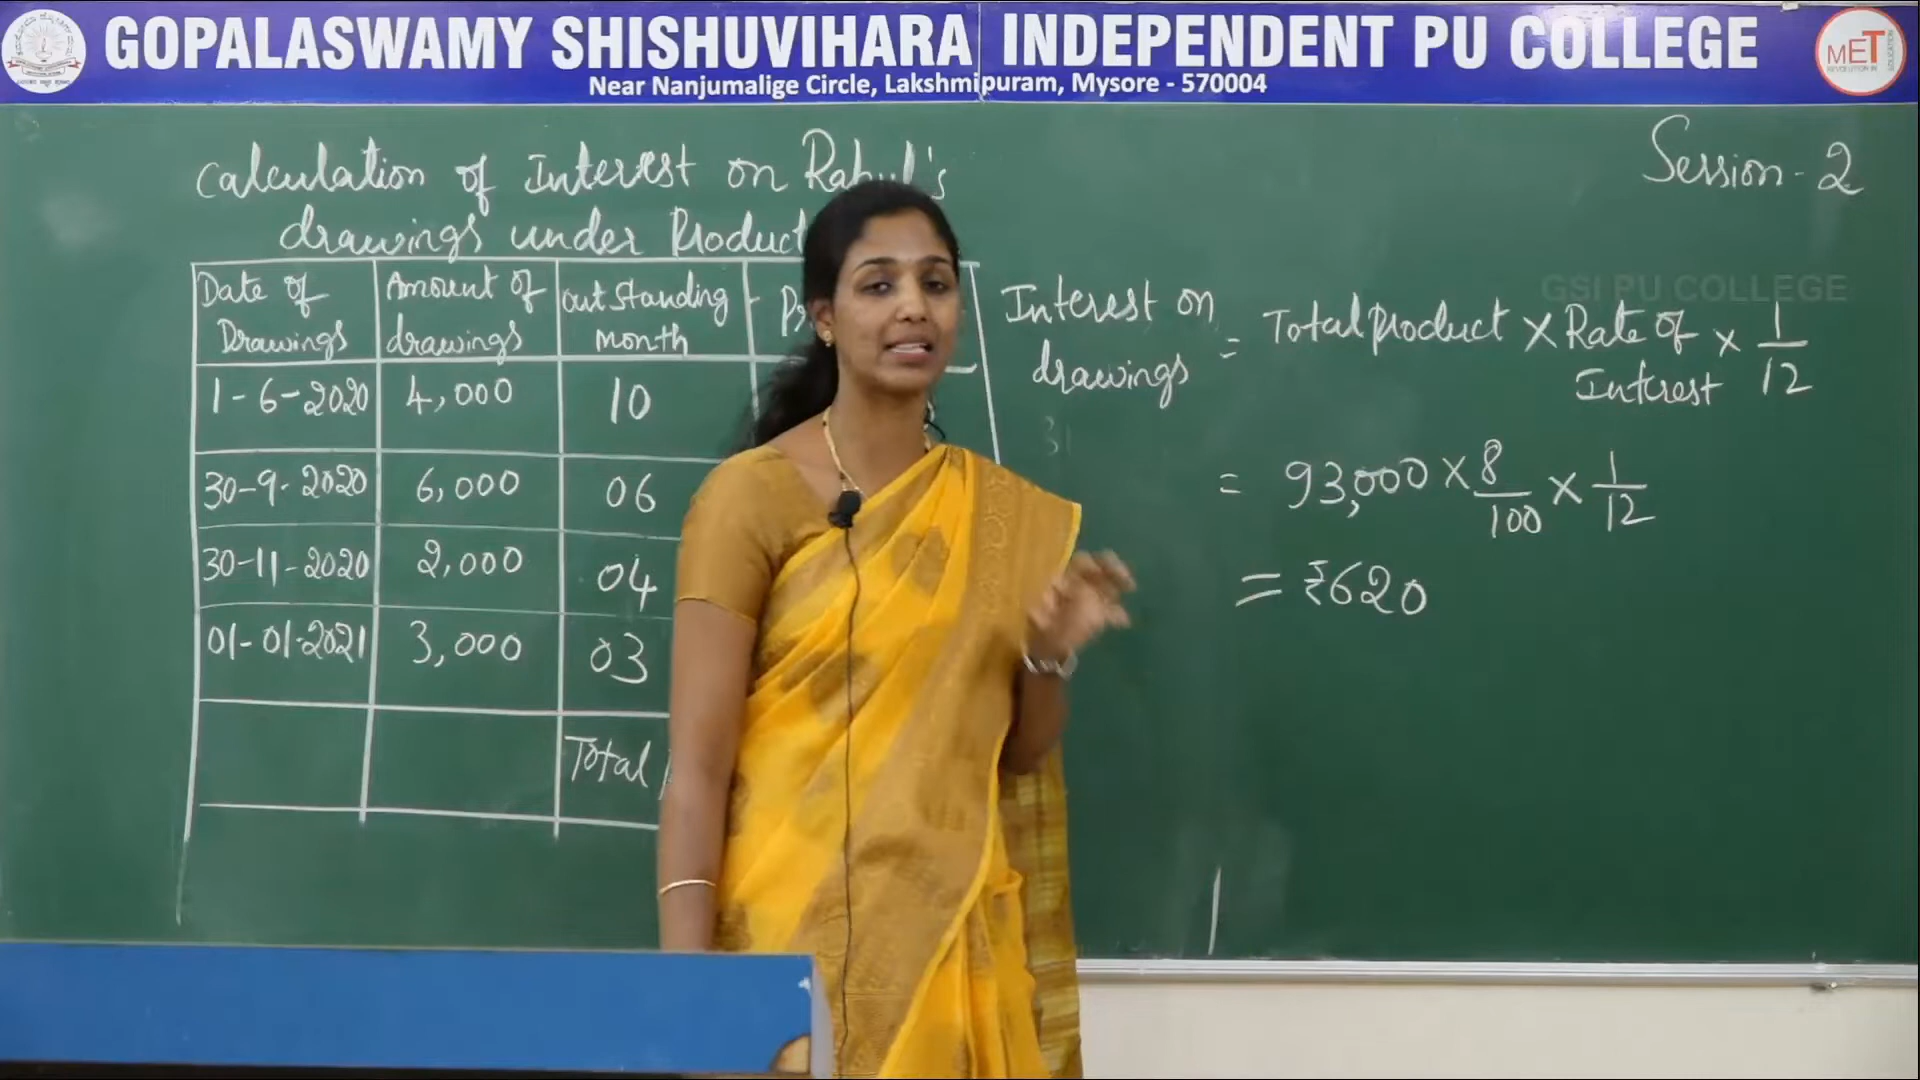 GOPALASWAMY SHISHUVIHARA INDEPENDENT PU COLLEGE
Near Nanjumalige Circle, Lakshmipuram, Mysore - 570004
MET
Session - 2
Calculation of Interest on Rahul's
drawings under Product
Date of Drawings | Amount of drawings | outstanding month
1-6-2020 | 4,000 | 10
30-9-2020 | 6,000 | 06
30-11-2020 | 2,000 | 04
01-01-2021 | 3,000 | 03
Total
GSI PU COLLEGE
Interest on drawings = Total product × Rate of Interest × 1/12
= 93,000 × 8/100 × 1/12
= ₹620